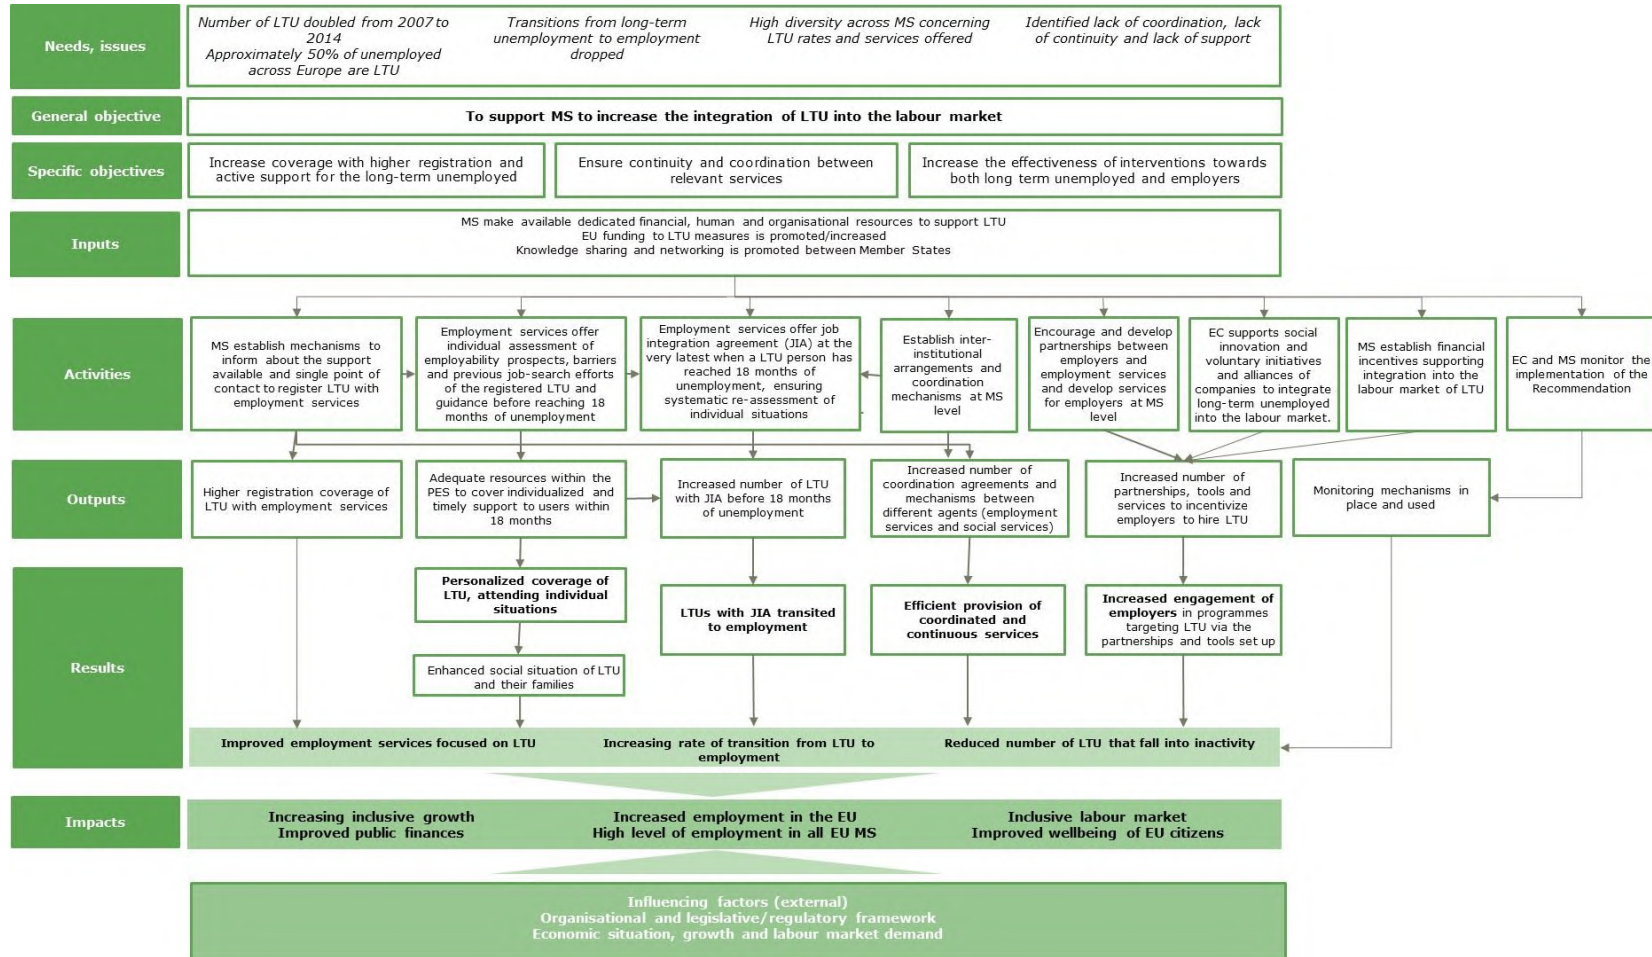 Needs, issues
Number of LTU doubled from 2007 to
2014
Approximately 50% of unemployed
across Europe are LTU
Transitions from long-term
unemployment to employment
dropped
High diversity across MS concerning
LTU rates and services offered
Identified lack of coordination, lack
of continuity and lack of support
General objective
To support MS to increase the integration of LTU into the labour market
Specific objectives
Increase coverage with higher registration and
active support for the long-term unemployed
Ensure continuity and coordination between
relevant services
Increase the effectiveness of interventions towards
both long term unemployed and employers
Inputs
MS make available dedicated financial, human and organisational resources to support LTU
EU funding to LTU measures is promoted/increased
Knowledge sharing and networking is promoted between Member States
Activities
MS establish mechanisms to
inform about the support
available and single point of
contact to register LTU with
employment services
Employment services offer
individual assessment of
employability prospects, barriers
and previous job-search efforts
of the registered LTU and
guidance before reaching 18
months of unemployment
Employment services offer job
integration agreement (JIA) at the
very latest when a LTU person has
reached 18 months of
unemployment, ensuring
systematic re-assessment of
individual situations
Establish inter-
institutional
arrangements and
coordination
mechanisms at MS
level
Encourage and develop
partnerships between
employers and
employment services
and develop services
for employers at MS
level
EC supports social
innovation and
voluntary initiatives
and alliances of
companies to integrate
long-term unemployed
into the labour market.
MS establish financial
incentives supporting
integration into the
labour market of LTU
EC and MS monitor the
implementation of the
Recommendation
Outputs
Higher registration coverage of
LTU with employment services
Adequate resources within the
PES to cover individualized and
timely support to users within
18 months
Increased number of LTU
with JIA before 18 months
of unemployment
Increased number of
coordination agreements and
mechanisms between
different agents (employment
services and social services)
Increased number of
partnerships, tools and
services to incentivize
employers to hire LTU
Monitoring mechanisms in
place and used
Results
Personalized coverage of
LTU, attending individual
situations
Enhanced social situation of LTU
and their families
LTUs with JIA transited
to employment
Efficient provision of
coordinated and
continuous services
Increased engagement of
employers in programmes
targeting LTU via the
partnerships and tools set up
Improved employment services focused on LTU
Increasing rate of transition from LTU to
employment
Reduced number of LTU that fall into inactivity
Impacts
Increasing inclusive growth
Improved public finances
Increased employment in the EU
High level of employment in all EU MS
Inclusive labour market
Improved wellbeing of EU citizens
Influencing factors (external)
Organisational and legislative/regulatory framework
Economic situation, growth and labour market demand